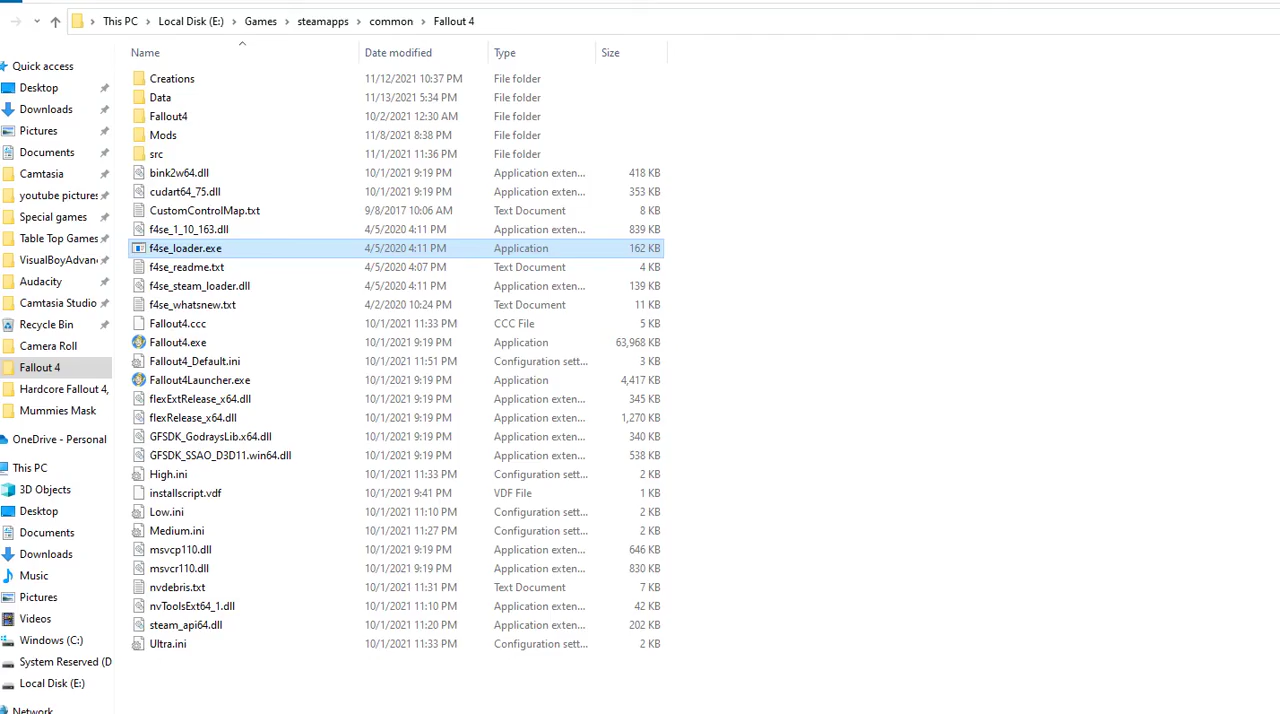 This PC > Local Disk (E:) > Games > steamapps > common > Fallout 4
Name Date modified Type Size
Quick access
Desktop
Downloads
Pictures
Documents
Camtasia
youtube pictures
Special games
Table Top Games
VisualBoyAdvan
Audacity
Camtasia Studio
Recycle Bin
Camera Roll
Fallout 4
Hardcore Fallout 4,
Mummies Mask
OneDrive - Personal
This PC
3D Objects
Desktop
Documents
Downloads
Music
Pictures
Videos
Windows (C:)
System Reserved (D
Local Disk (E:)
Network
Creations 11/12/2021 10:37 PM File folder
Data 11/13/2021 5:34 PM File folder
Fallout4 10/2/2021 12:30 AM File folder
Mods 11/8/2021 8:38 PM File folder
src 11/1/2021 11:36 PM File folder
bink2w64.dll 10/1/2021 9:19 PM Application exten... 418 KB
cudart64_75.dll 10/1/2021 9:19 PM Application exten... 353 KB
CustomControlMap.txt 9/8/2017 10:06 AM Text Document 8 KB
f4se_1_10_163.dll 4/5/2020 4:11 PM Application exten... 839 KB
f4se_loader.exe 4/5/2020 4:11 PM Application 162 KB
f4se_readme.txt 4/5/2020 4:07 PM Text Document 4 KB
f4se_steam_loader.dll 4/5/2020 4:11 PM Application exten... 139 KB
f4se_whatsnew.txt 4/2/2020 10:24 PM Text Document 11 KB
Fallout4.ccc 10/1/2021 11:33 PM CCC File 5 KB
Fallout4.exe 10/1/2021 9:19 PM Application 63,968 KB
Fallout4_Default.ini 10/1/2021 11:51 PM Configuration sett... 3 KB
Fallout4Launcher.exe 10/1/2021 9:19 PM Application 4,417 KB
flexExtRelease_x64.dll 10/1/2021 9:19 PM Application exten... 345 KB
flexRelease_x64.dll 10/1/2021 9:19 PM Application exten... 1,270 KB
GFSDK_GodraysLib.x64.dll 10/1/2021 9:19 PM Application exten... 340 KB
GFSDK_SSAO_D3D11.win64.dll 10/1/2021 9:19 PM Application exten... 538 KB
High.ini 10/1/2021 11:33 PM Configuration sett... 2 KB
installscript.vdf 10/1/2021 9:41 PM VDF File 1 KB
Low.ini 10/1/2021 11:10 PM Configuration sett... 2 KB
Medium.ini 10/1/2021 11:27 PM Configuration sett... 2 KB
msvcp110.dll 10/1/2021 9:19 PM Application exten... 646 KB
msvcr110.dll 10/1/2021 9:19 PM Application exten... 830 KB
nvdebris.txt 10/1/2021 11:31 PM Text Document 7 KB
nvToolsExt64_1.dll 10/1/2021 11:10 PM Application exten... 42 KB
steam_api64.dll 10/1/2021 11:20 PM Application exten... 202 KB
Ultra.ini 10/1/2021 11:33 PM Configuration sett... 2 KB